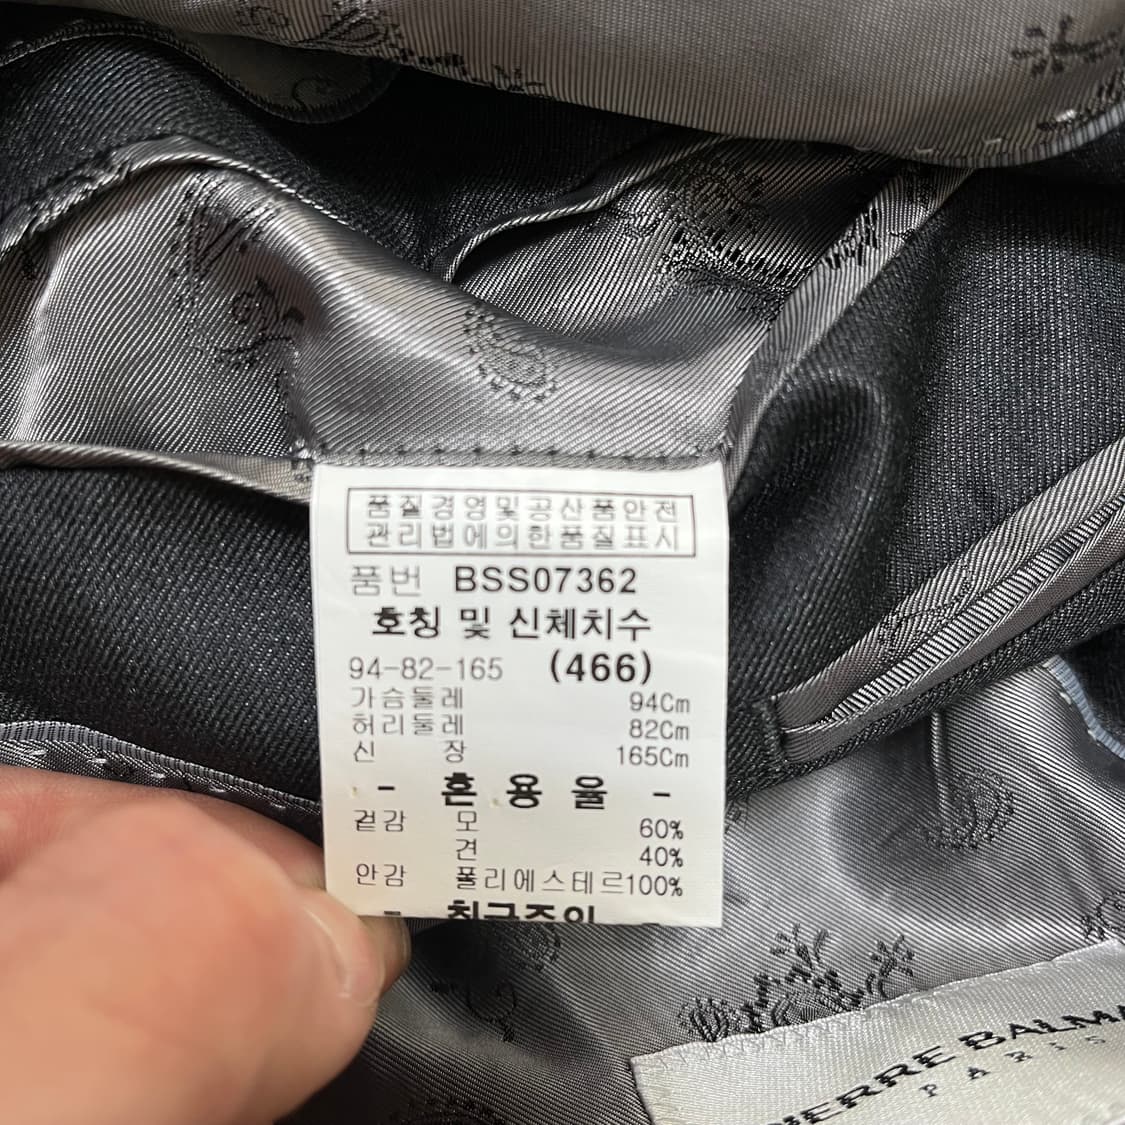 품질경영및공산품안전
관리법에의한품질표시
품번 BSS07362
호칭 및 신체치수
94-82-165 (466)
가슴둘레 94Cm
허리둘레 82Cm
신 장 165Cm
- 혼 용 율 -
겉감 모 60%
견 40%
안감 폴리에스테르100%
PIERRE BALMA
PARIS